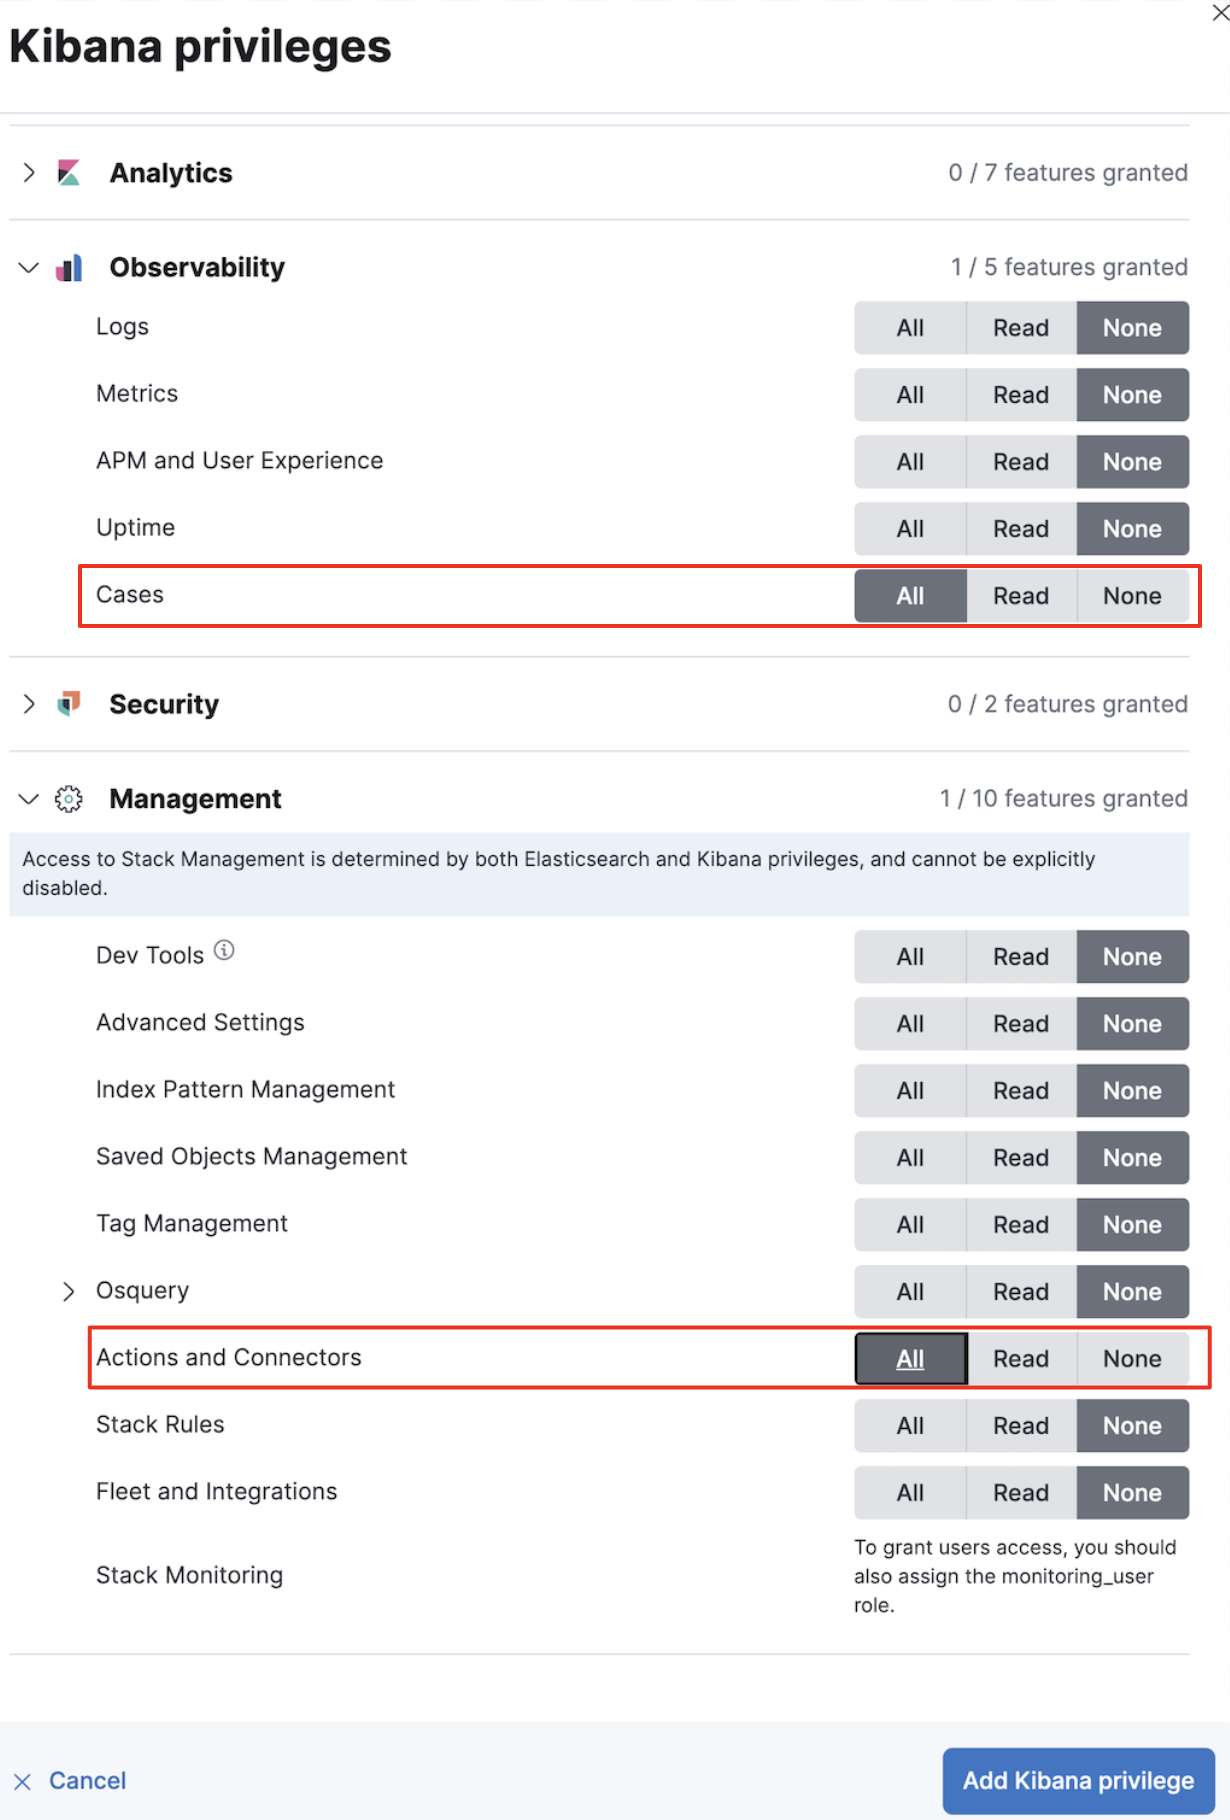 Kibana privileges
Analytics 0 / 7 features granted
Observability 1 / 5 features granted
Logs All Read None
Metrics All Read None
APM and User Experience All Read None
Uptime All Read None
Cases All Read None
Security 0 / 2 features granted
Management 1 / 10 features granted
Access to Stack Management is determined by both Elasticsearch and Kibana privileges, and cannot be explicitly
disabled.
Dev Tools All Read None
Advanced Settings All Read None
Index Pattern Management All Read None
Saved Objects Management All Read None
Tag Management All Read None
Osquery All Read None
Actions and Connectors All Read None
Stack Rules All Read None
Fleet and Integrations All Read None
Stack Monitoring
To grant users access, you should
also assign the monitoring_user
role.
Cancel Add Kibana privilege